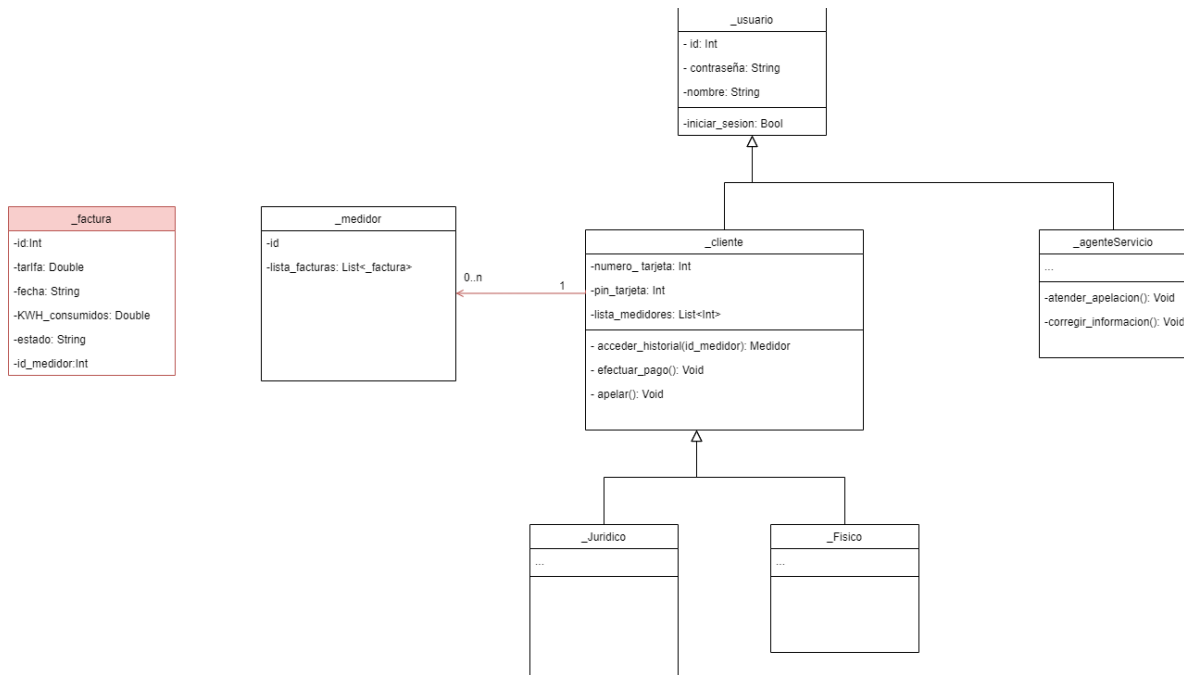 _usuario
- id: Int
- contraseña: String
-nombre: String
-iniciar_sesion: Bool
_factura
-id:Int
-tarIfa: Double
-fecha: String
-KWH_consumidos: Double
-estado: String
-id_medidor:Int
_medidor
-id
-lista_facturas: List<_factura>
0..n
1
_cliente
-numero_ tarjeta: Int
-pin_tarjeta: Int
-lista_medidores: List<Int>
- acceder_historial(id_medidor): Medidor
- efectuar_pago(): Void
- apelar(): Void
_agenteServicio
...
-atender_apelacion(): Void
-corregir_informacion(): Void
_Juridico
...
_Fisico
...